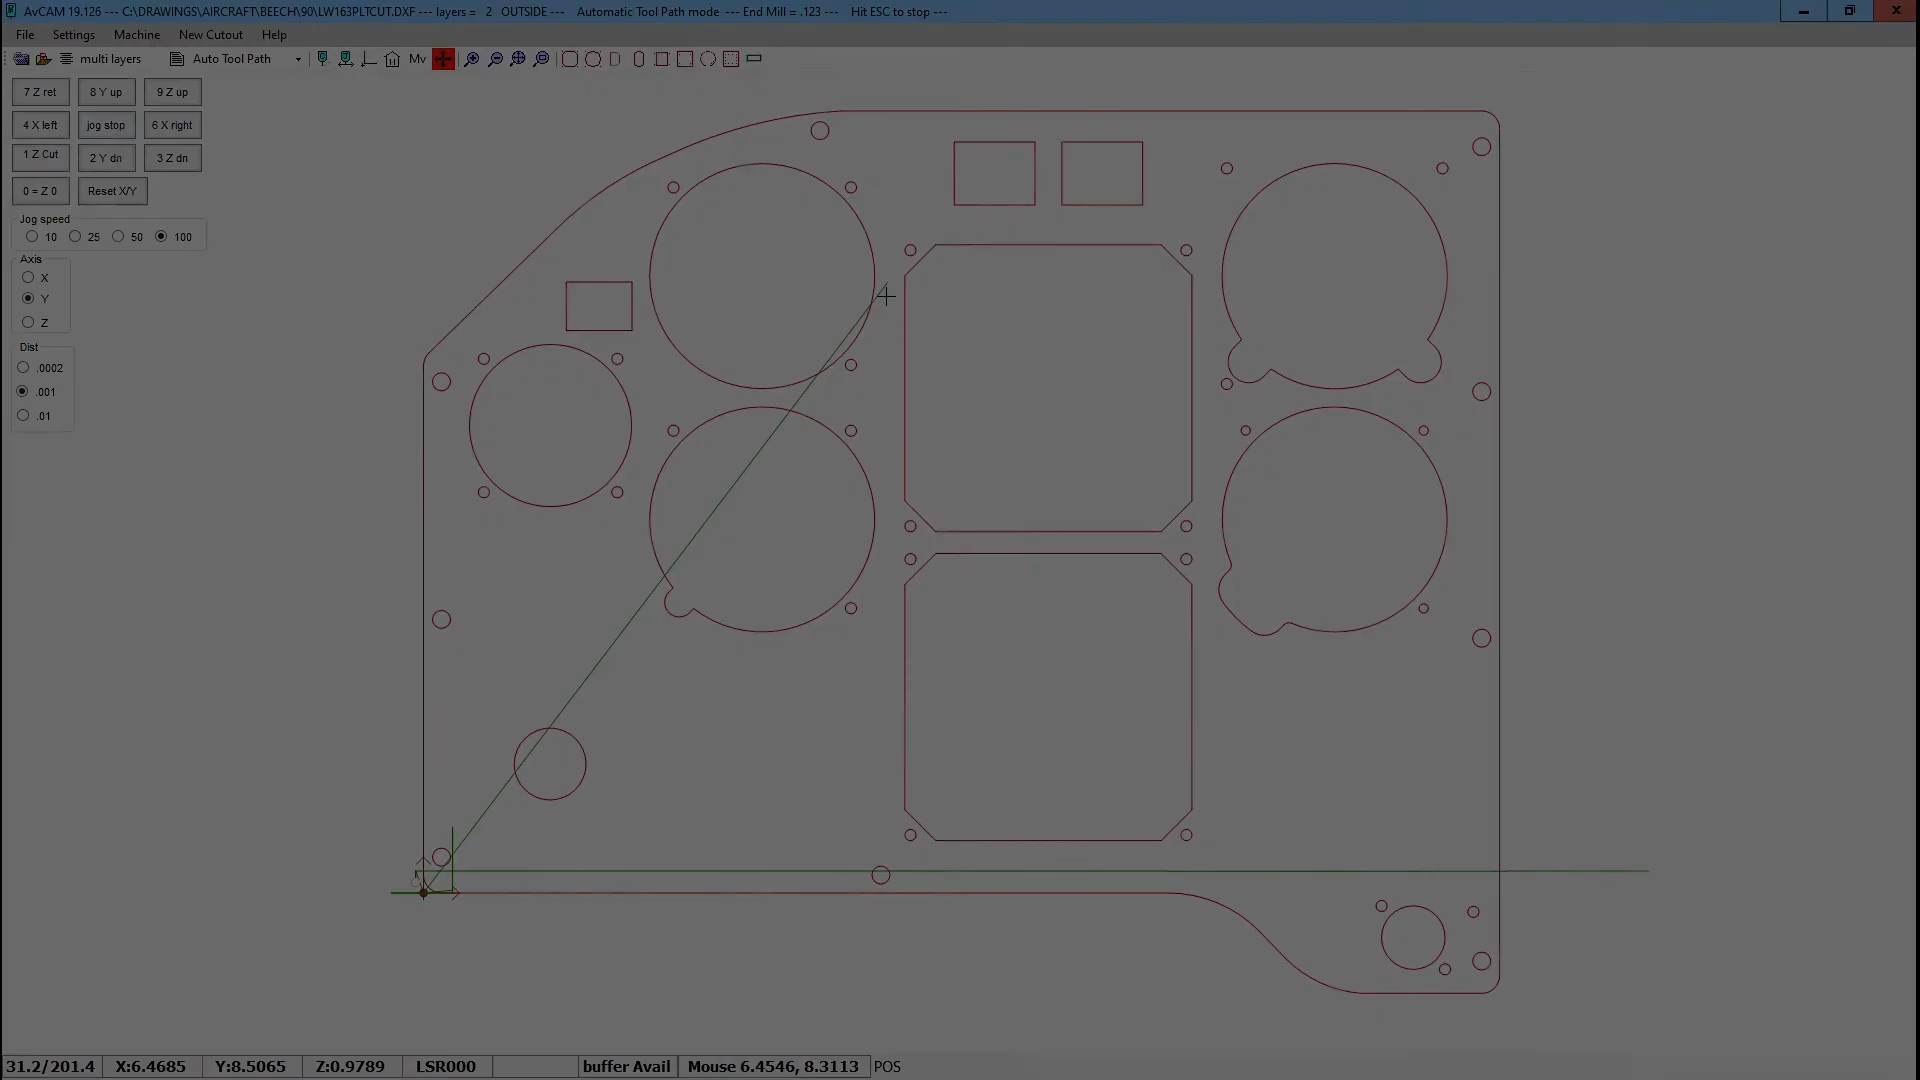 AvCAM 19.126 --- C:\DRAWINGS\AIRCRAFT\BEECH\90\LW163PLTCUT.DXF --- layers = 2 OUTSIDE --- Automatic Tool Path mode --- End Mill = .123 --- Hit ESC to stop ---
File Settings Machine New Cutout Help
multi layers Auto Tool Path Mv
7 Z ret 8 Y up 9 Z up
4 X left jog stop 6 X right
1 Z Cut 2 Y dn 3 Z dn
0 = Z 0 Reset X/Y
Jog speed
10 25 50 100
Axis
X
Y
Z
Dist
.0002
.001
.01
31.2/201.4 X:6.4685 Y:8.5065 Z:0.9789 LSR000 buffer Avail Mouse 6.4546, 8.3113 POS